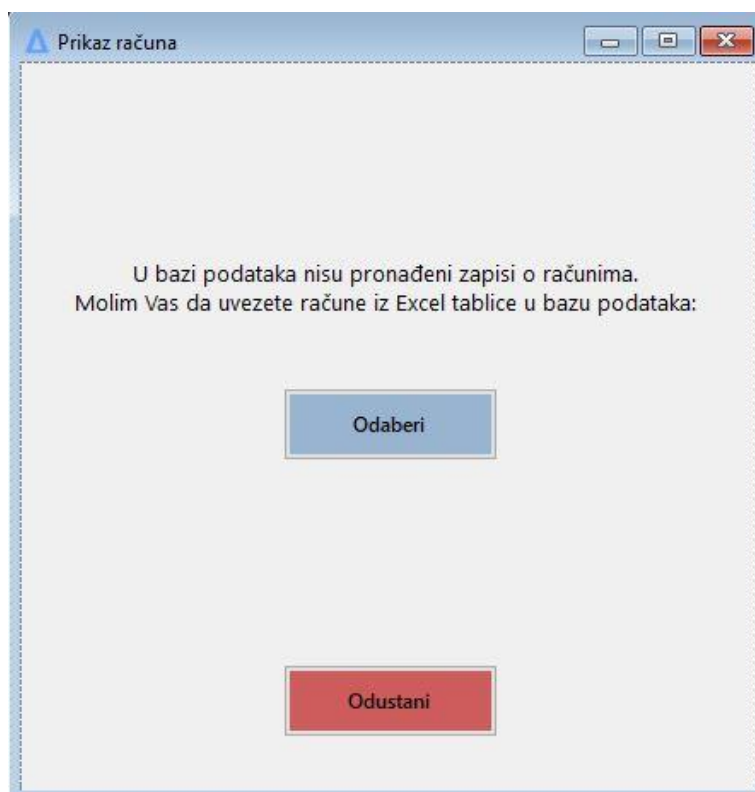 Prikaz računa
U bazi podataka nisu pronađeni zapisi o računima.
Molim Vas da uvezete račune iz Excel tablice u bazu podataka:
Odaberi
Odustani